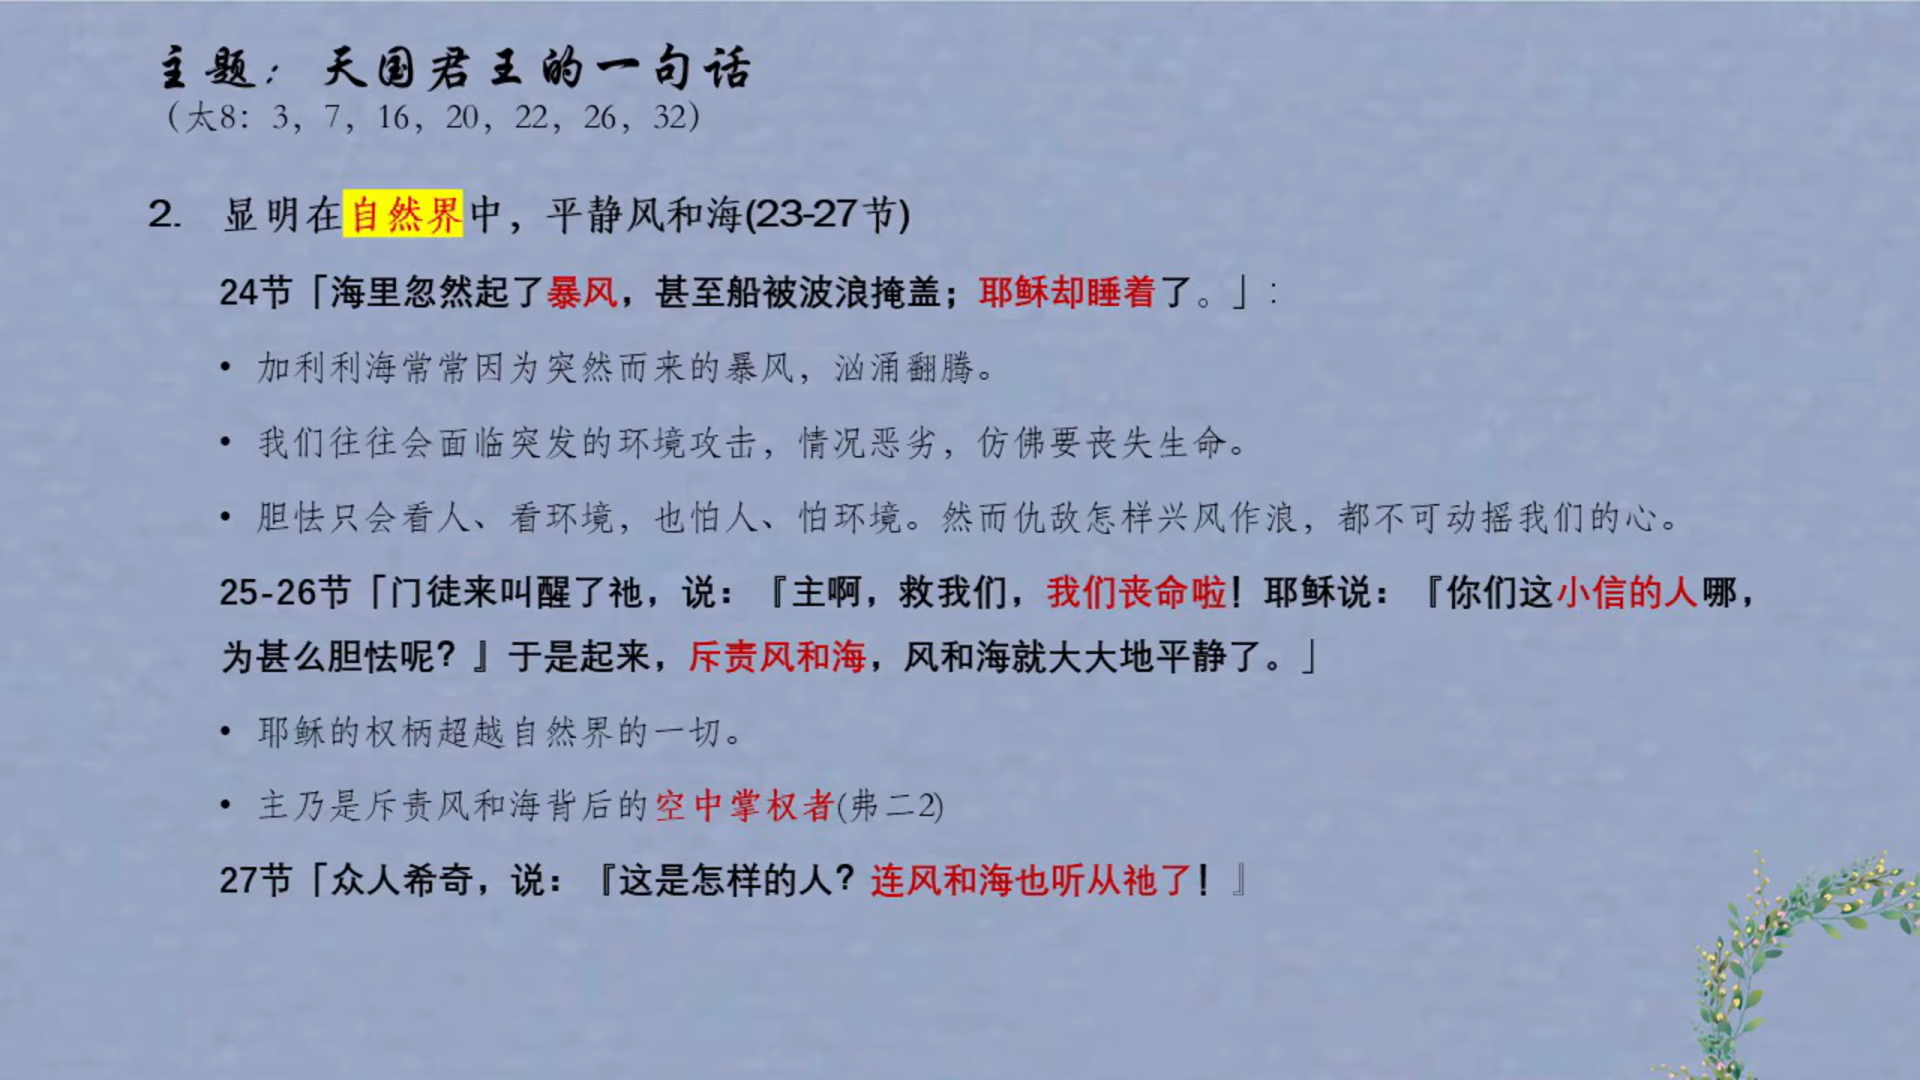 主题：天国君王的一句话
（太8：3，7，16，20，22，26，32）
2. 显明在自然界中，平静风和海(23-27节)
24节「海里忽然起了暴风，甚至船被波浪掩盖；耶稣却睡着了。」:
• 加利利海常常因为突然而来的暴风，汹涌翻腾。
• 我们往往会面临突发的环境攻击，情况恶劣，仿佛要丧失生命。
• 胆怯只会看人、看环境，也怕人、怕环境。然而仇敌怎样兴风作浪，都不可动摇我们的心。
25-26节「门徒来叫醒了祂，说：『主啊，救我们，我们丧命啦！耶稣说：『你们这小信的人哪，
为甚么胆怯呢？』于是起来，斥责风和海，风和海就大大地平静了。」
• 耶稣的权柄超越自然界的一切。
• 主乃是斥责风和海背后的空中掌权者(弗二2)
27节「众人希奇，说：『这是怎样的人？连风和海也听从祂了！』